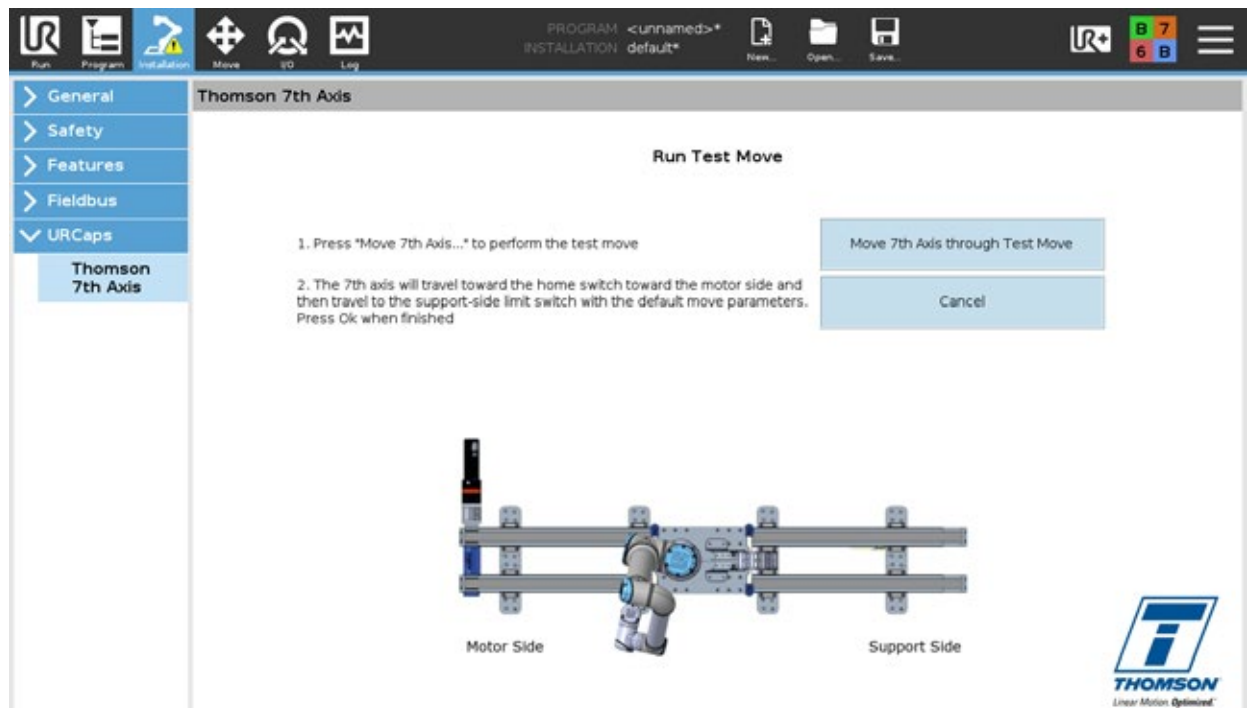 PROGRAM <unnamed>*
INSTALLATION default*
Run Program Installation Move I/O Log New... Open... Save...
UR
UR+
B 7
6 B
General
Safety
Features
Fieldbus
URCaps
Thomson
7th Axis
Thomson 7th Axis
Run Test Move
1. Press "Move 7th Axis..." to perform the test move
Move 7th Axis through Test Move
2. The 7th axis will travel toward the home switch toward the motor side and
then travel to the support-side limit switch with the default move parameters.
Press Ok when finished
Cancel
Motor Side
Support Side
THOMSON
Linear Motion. Optimized.